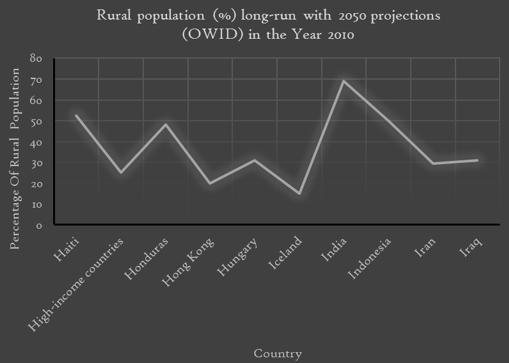 Rural population (%) long-run with 2050 projections
(OWID) in the Year 2010
Percentage Of Rural Population
80
70
60
50
40
30
20
10
0
Haiti
High-income countries
Honduras
Hong Kong
Hungary
Iceland
India
Indonesia
Iran
Iraq
Country